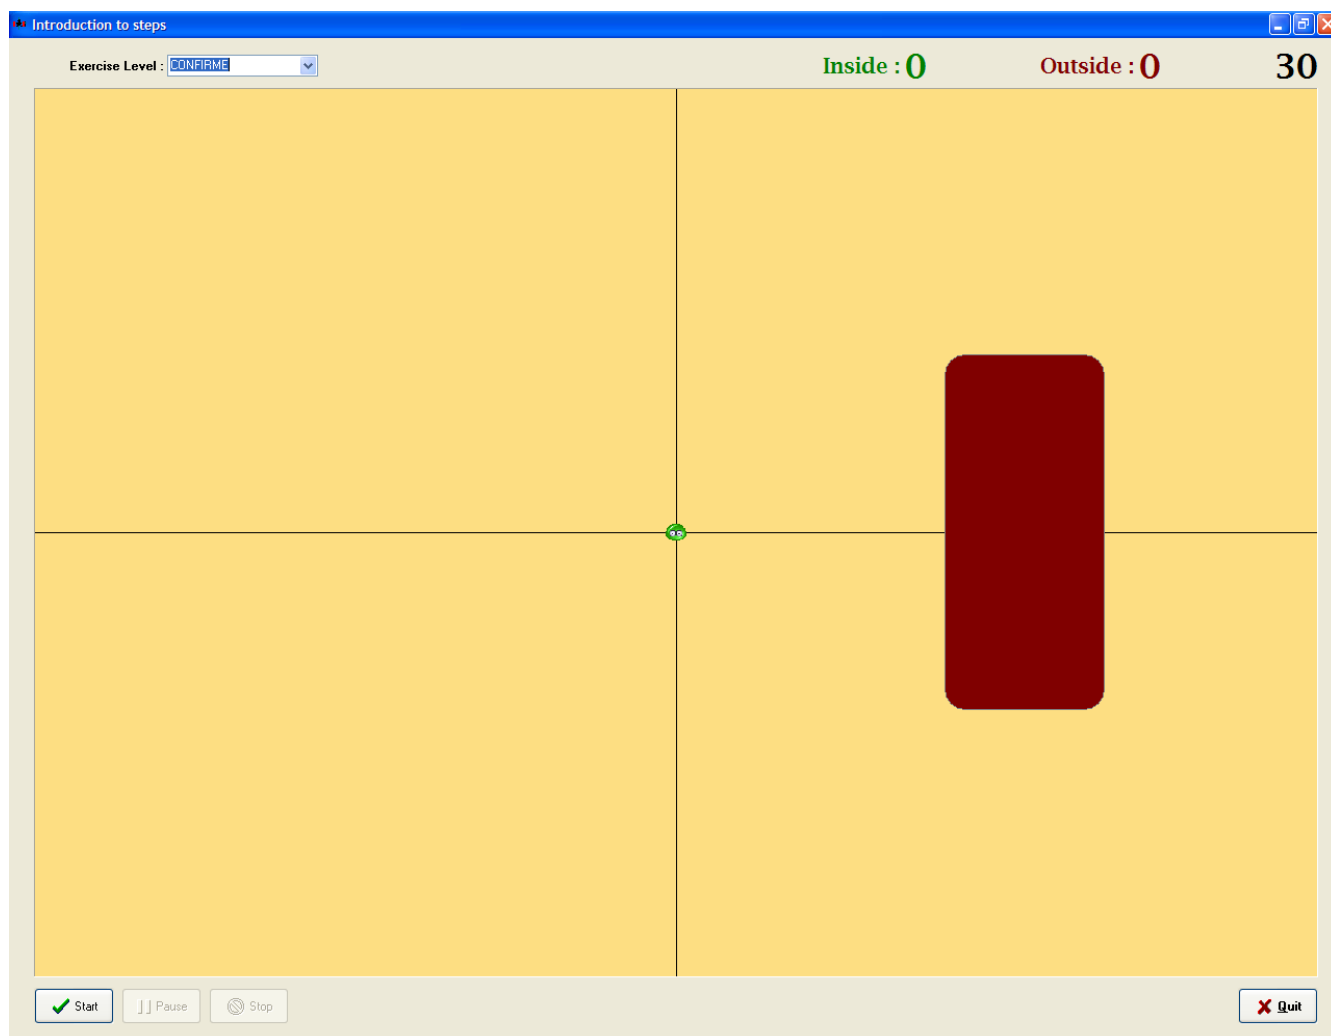 Introduction to steps
Exercise Level : CONFIRME Inside : 0 Outside : 0 30
Start Pause Stop Quit